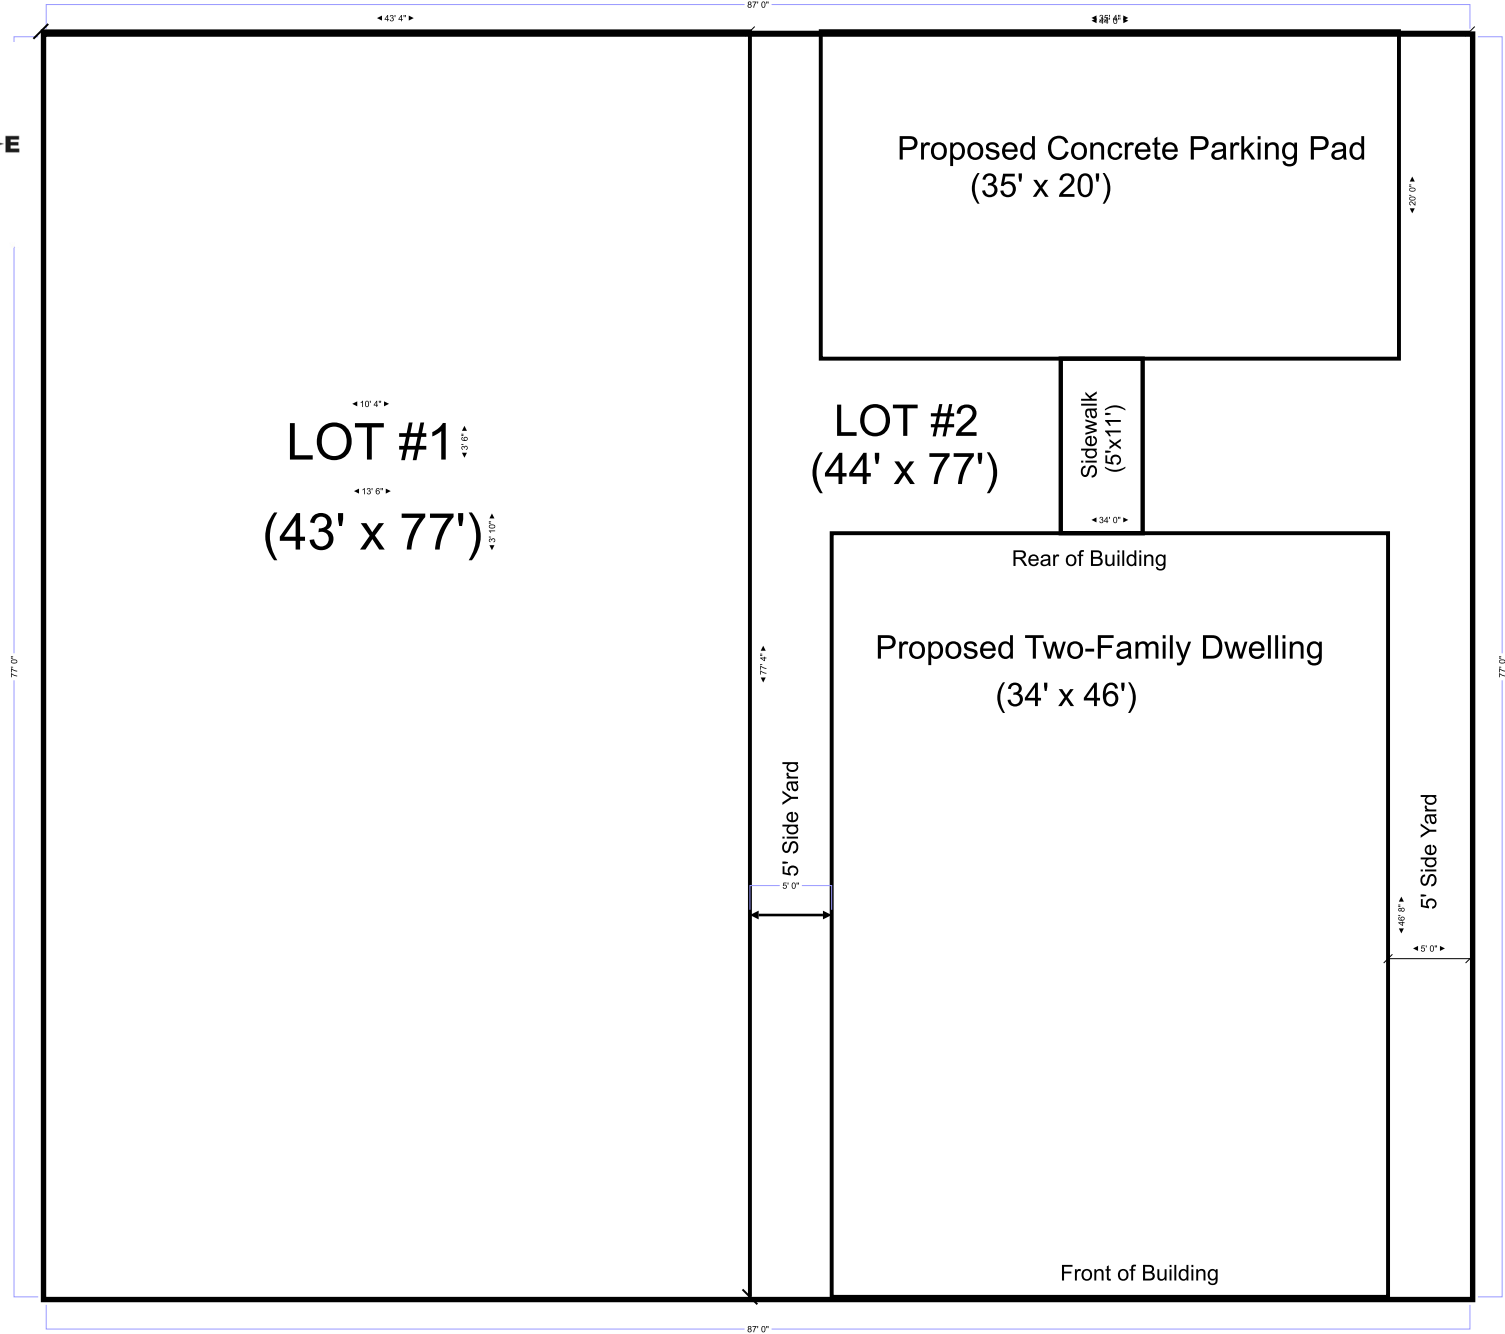 87' 0"
43' 4"
E
Proposed Concrete Parking Pad
(35' x 20')
20' 0"
10' 4"
LOT #1
3' 6"
13' 6"
(43' x 77')
3' 10"
LOT #2
(44' x 77')
Sidewalk
(5'x11')
34' 0"
Rear of Building
Proposed Two-Family Dwelling
(34' x 46')
77' 0"
77' 4"
77' 0"
5' Side Yard
5' 0"
5' Side Yard
46' 8"
5' 0"
Front of Building
87' 0"